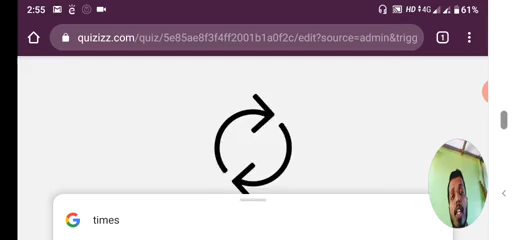 2:55
HD 4G 61%
quizizz.com/quiz/5e85ae8f3f4ff2001b1a0f2c/edit?source=admin&trigg
1
times